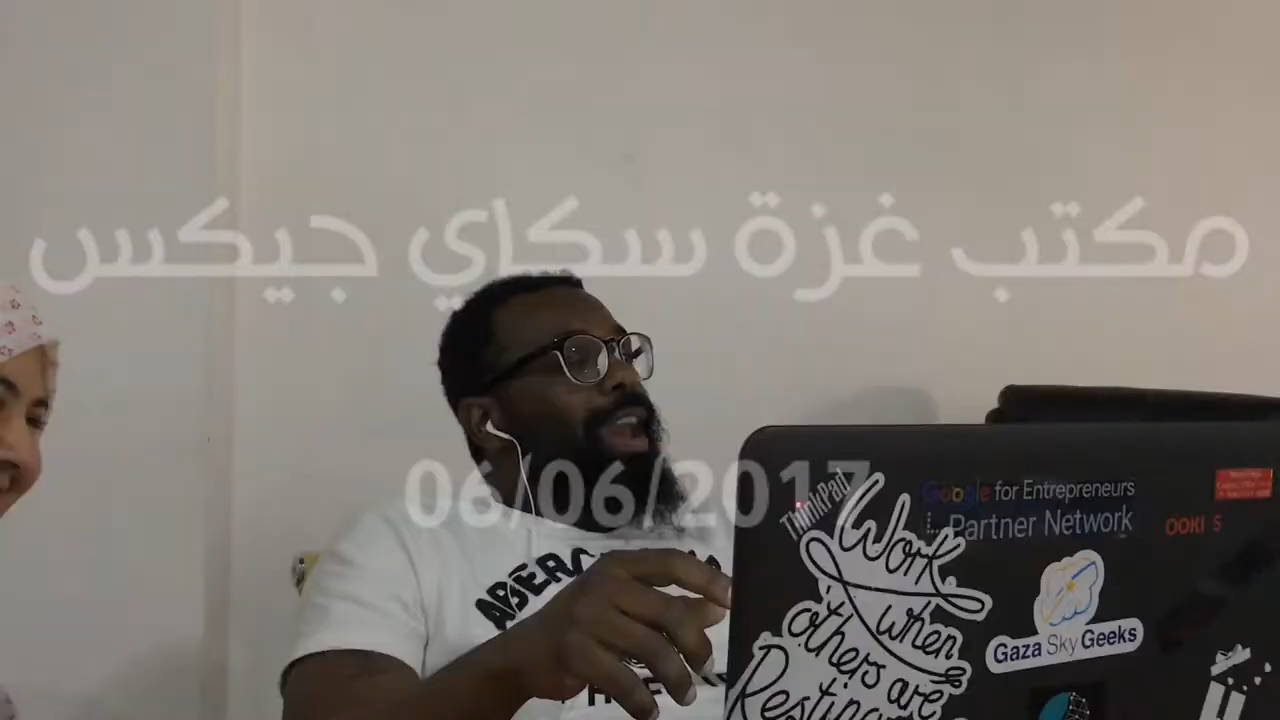 مكتب غزة سكاي جيكس
06/06/2017
ThinkPad
Google for Entrepreneurs
Partner Network
Work
when
others are
Resting
Gaza Sky Geeks